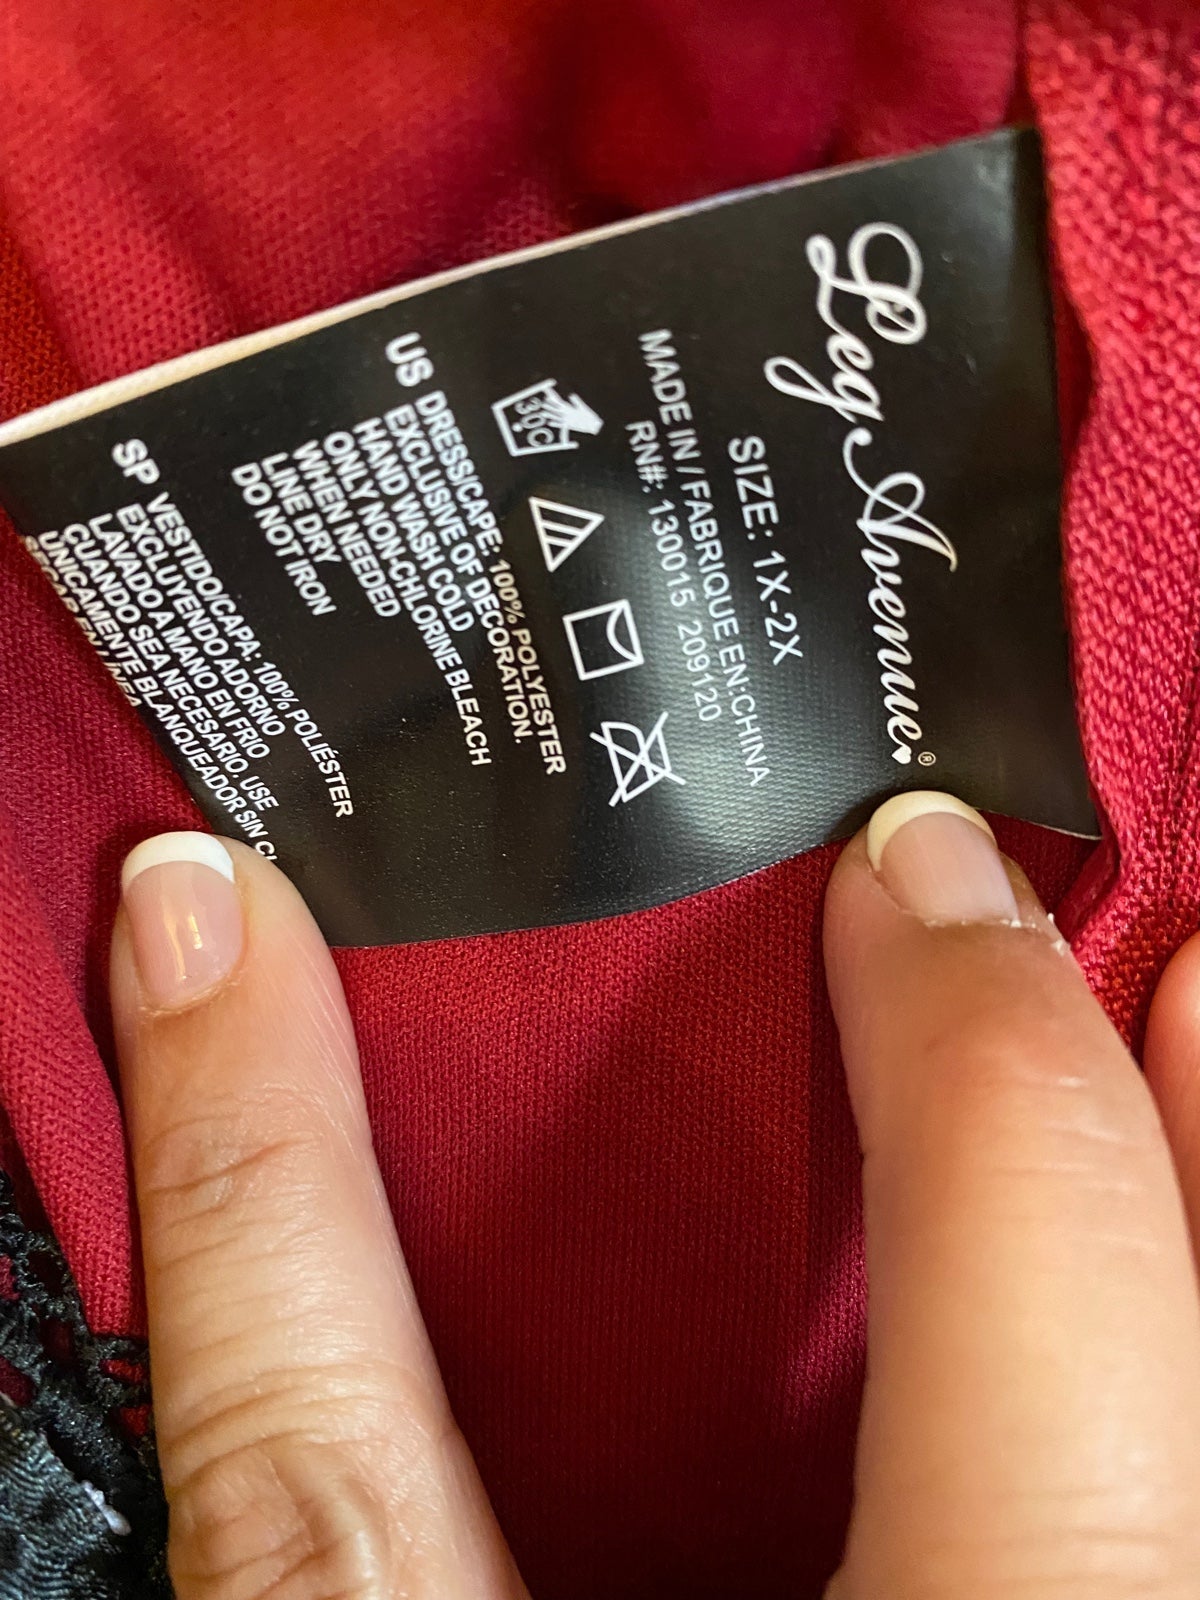 Leg Avenue®
SIZE: 1X-2X
MADE IN / FABRIQUE EN:CHINA
RN#: 130015 209120
30C
US DRESS/CAPE: 100% POLYESTER
EXCLUSIVE OF DECORATION.
HAND WASH COLD
ONLY NON-CHLORINE BLEACH
WHEN NEEDED
LINE DRY
DO NOT IRON
SP VESTIDO/CAPA: 100% POLIÉSTER
EXCLUYENDO ADORNO
LAVADO A MANO EN FRIO
CUANDO SEA NECESARIO. USE
UNICAMENTE BLANQUEADOR SIN